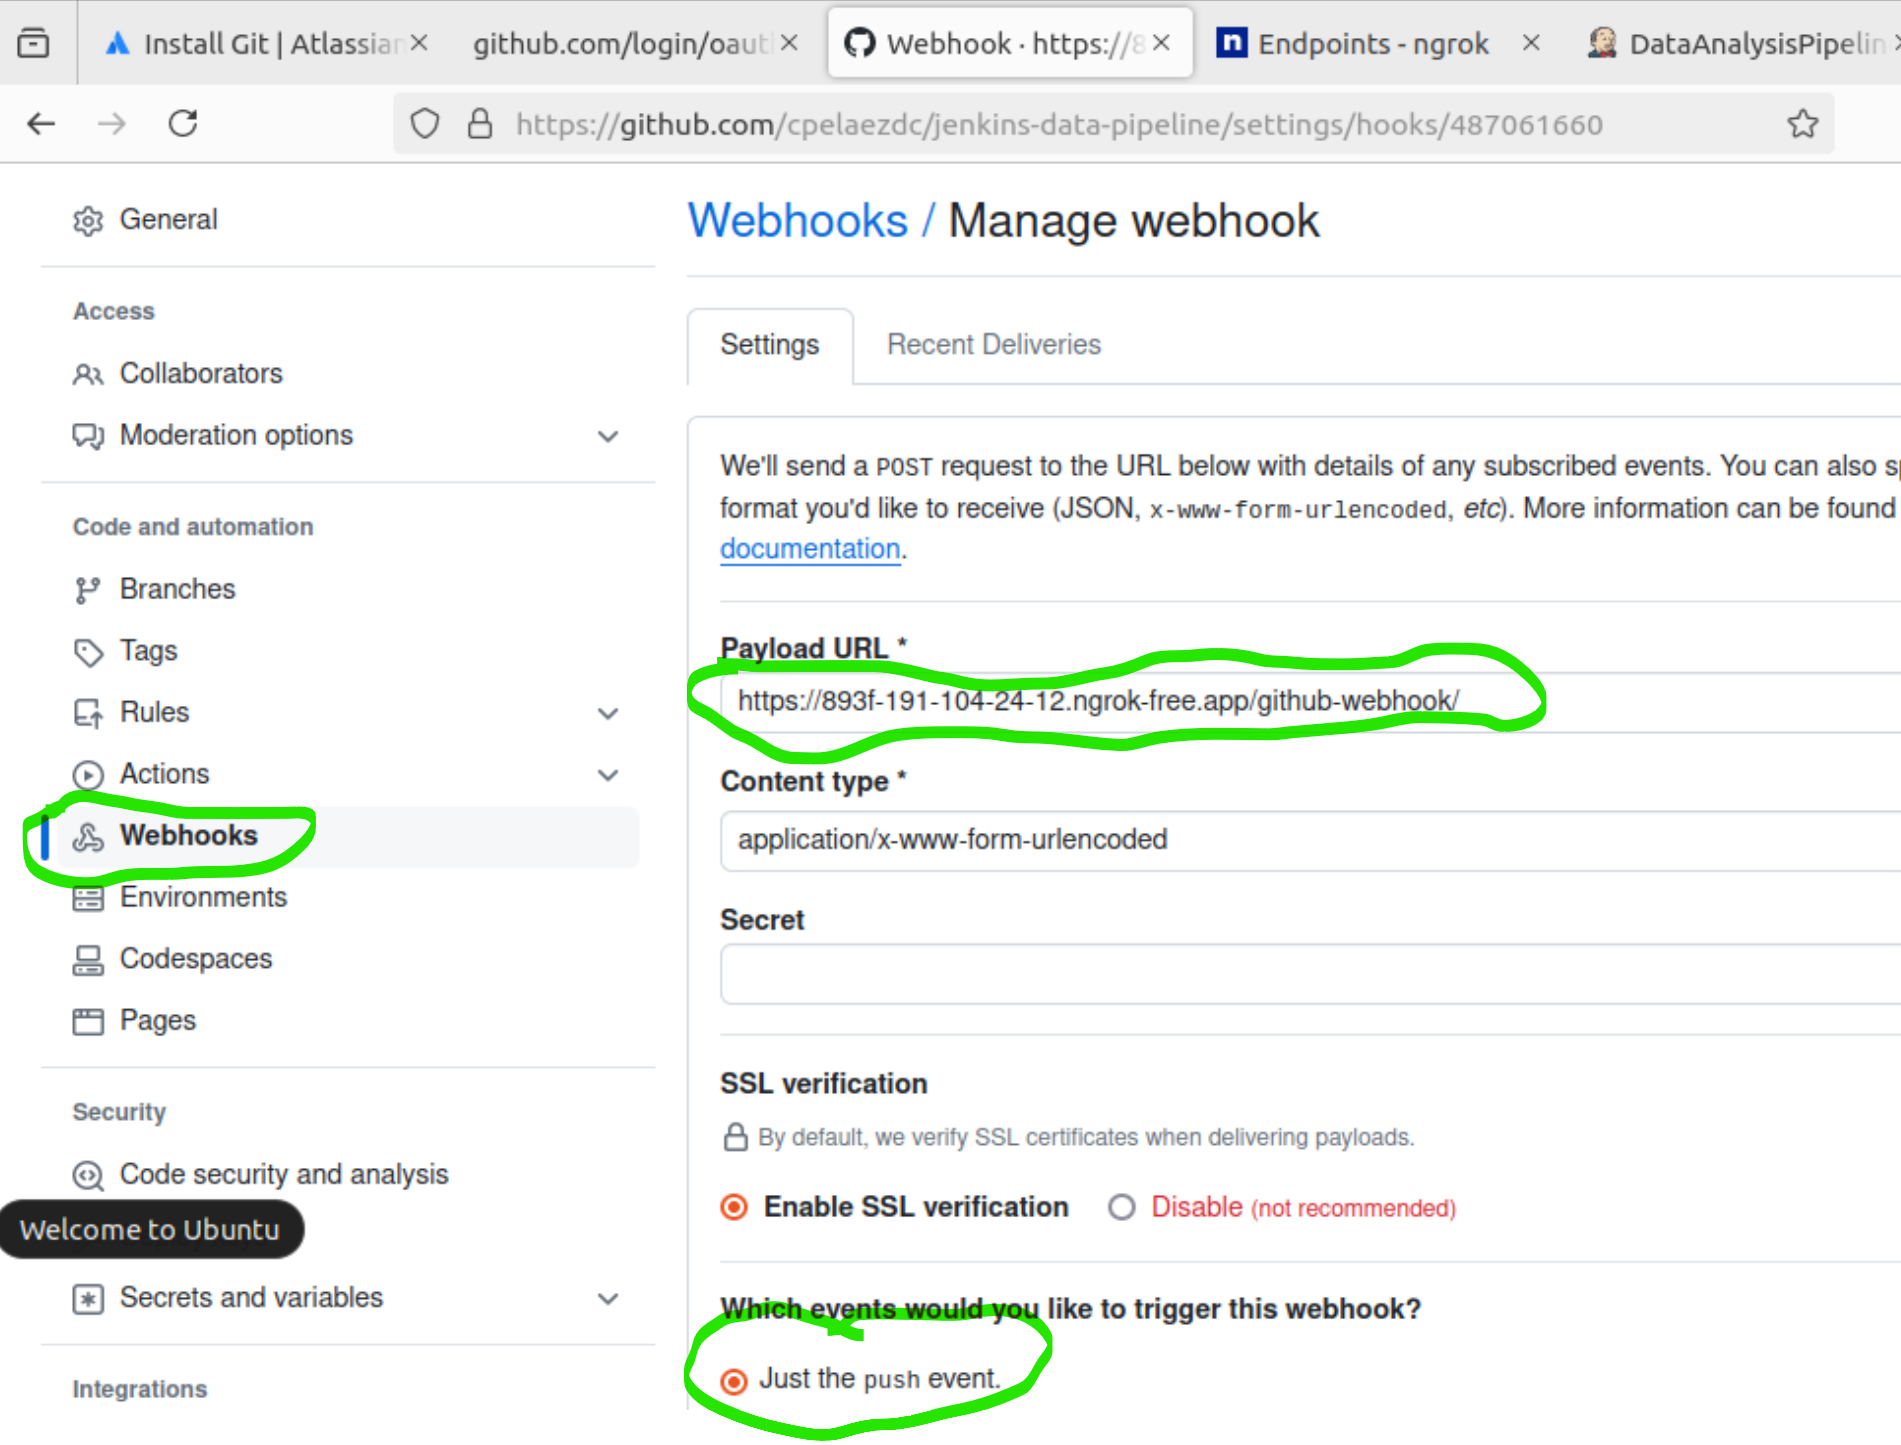 Install Git | Atlassian
github.com/login/oaut
Webhook · https://8
n Endpoints - ngrok
DataAnalysisPipelin
https://github.com/cpelaezdc/jenkins-data-pipeline/settings/hooks/487061660
General
Access
Collaborators
Moderation options
Code and automation
Branches
Tags
Rules
Actions
Webhooks
Environments
Codespaces
Pages
Security
Code security and analysis
Welcome to Ubuntu
Secrets and variables
Integrations
Webhooks / Manage webhook
Settings
Recent Deliveries
We'll send a POST request to the URL below with details of any subscribed events. You can also
format you'd like to receive (JSON, x-www-form-urlencoded, etc). More information can be found
documentation.
Payload URL *
https://893f-191-104-24-12.ngrok-free.app/github-webhook/
Content type *
application/x-www-form-urlencoded
Secret
SSL verification
By default, we verify SSL certificates when delivering payloads.
Enable SSL verification
Disable (not recommended)
Which events would you like to trigger this webhook?
Just the push event.